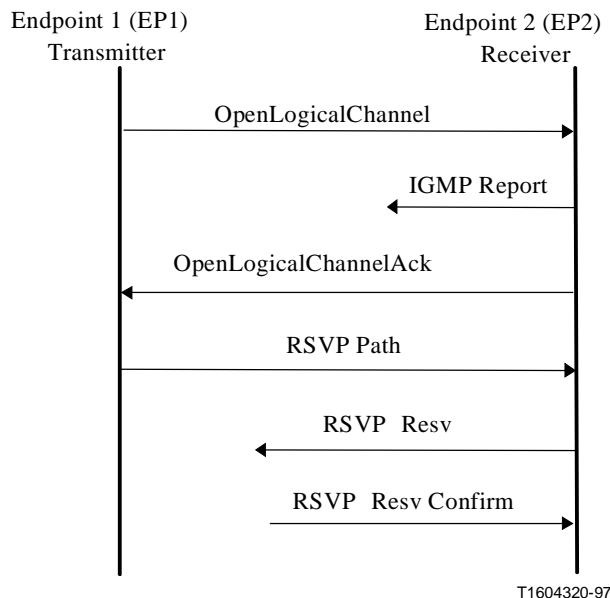 Endpoint 1 (EP1)
Transmitter
Endpoint 2 (EP2)
Receiver
OpenLogicalChannel
IGMP Report
OpenLogicalChannelAck
RSVP Path
RSVP Resv
RSVP Resv Confirm
T1604320-97